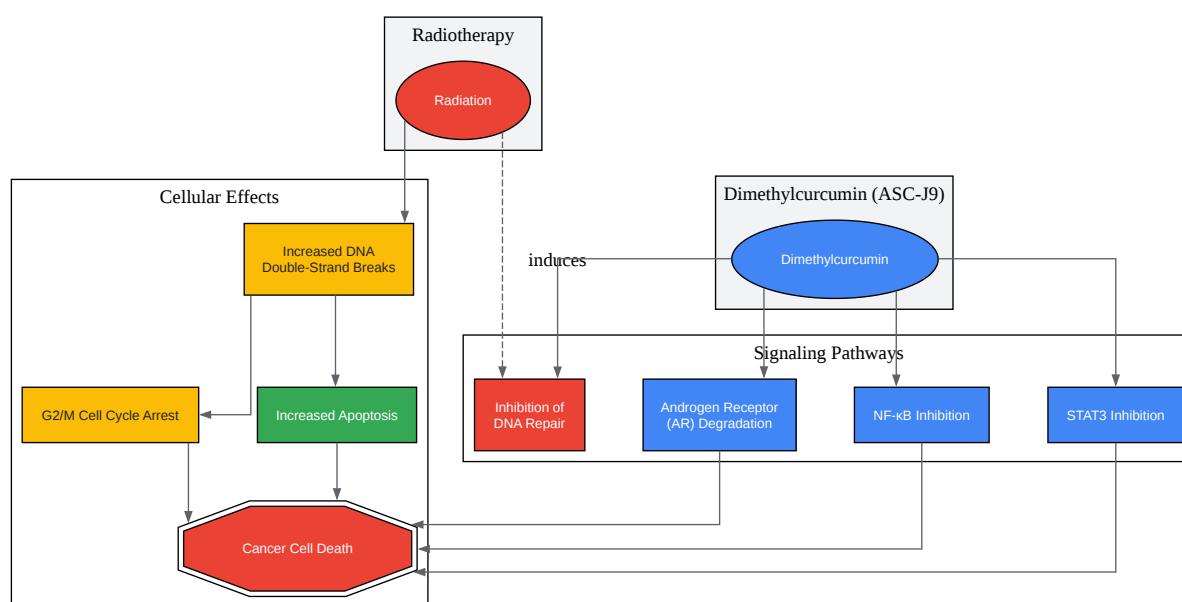 Radiotherapy
Radiation
Cellular Effects
Dimethylcurcumin (ASC-J9)
Increased DNA
Double-Strand Breaks
induces
Dimethylcurcumin
Signaling Pathways
G2/M Cell Cycle Arrest
Increased Apoptosis
Inhibition of
DNA Repair
Androgen Receptor
(AR) Degradation
NF-κB Inhibition
STAT3 Inhibition
Cancer Cell Death